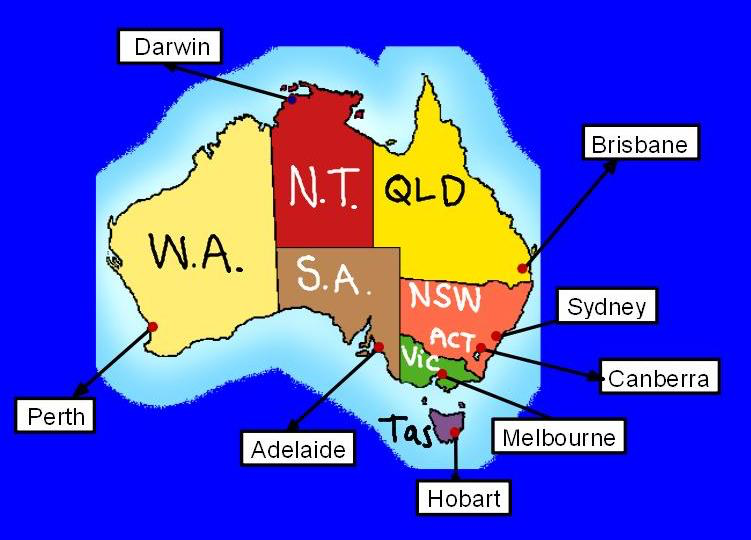 Darwin
Brisbane
N.T.
QLD
W.A.
S.A.
NSW
Sydney
ACT
Vic
Canberra
Perth
Tas
Melbourne
Adelaide
Hobart